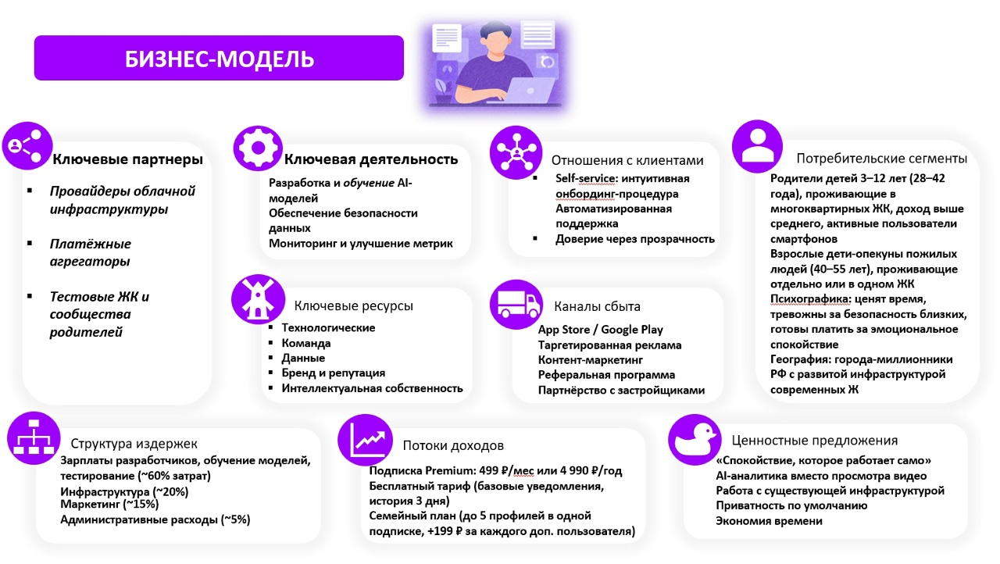 БИЗНЕС-МОДЕЛЬ
Ключевые партнеры
▪ Провайдеры облачной
инфраструктуры
▪ Платёжные
агрегаторы
▪ Тестовые ЖК и
сообщества
родителей
Ключевая деятельность
Разработка и обучение AI-
моделей
Обеспечение безопасности
данных
Мониторинг и улучшение метрик
Ключевые ресурсы
▪ Технологические
▪ Команда
▪ Данные
▪ Бренд и репутация
▪ Интеллектуальная собственность
Отношения с клиентами
▪ Self-service: интуитивная
онбординг-процедура
Автоматизированная
поддержка
▪ Доверие через прозрачность
Каналы сбыта
App Store / Google Play
Таргетированная реклама
Контент-маркетинг
Реферальная программа
Партнёрство с застройщиками
Потребительские сегменты
Родители детей 3–12 лет (28–42
года), проживающие в
многоквартирных ЖК, доход выше
среднего, активные пользователи
смартфонов
Взрослые дети-опекуны пожилых
людей (40–55 лет), проживающие
отдельно или в одном ЖК
Психографика: ценят время,
тревожны за безопасность близких,
готовы платить за эмоциональное
спокойствие
География: города-миллионники
РФ с развитой инфраструктурой
современных Ж
Структура издержек
Зарплаты разработчиков, обучение моделей,
тестирование (~60% затрат)
Инфраструктура (~20%)
Маркетинг (~15%)
Административные расходы (~5%)
Потоки доходов
Подписка Premium: 499 ₽/мес или 4 990 ₽/год
Бесплатный тариф (базовые уведомления,
история 3 дня)
Семейный план (до 5 профилей в одной
подписке, +199 ₽ за каждого доп. пользователя)
Ценностные предложения
«Спокойствие, которое работает само»
AI-аналитика вместо просмотра видео
Работа с существующей инфраструктурой
Приватность по умолчанию
Экономия времени